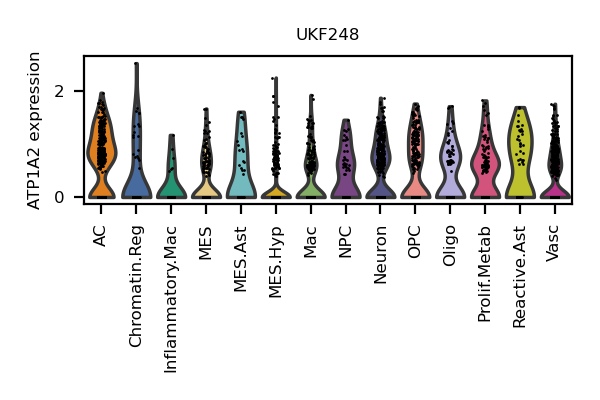 UKF248
ATP1A2 expression
2
0
AC
Chromatin.Reg
Inflammatory.Mac
MES
MES.Ast
MES.Hyp
Mac
NPC
Neuron
OPC
Oligo
Prolif.Metab
Reactive.Ast
Vasc